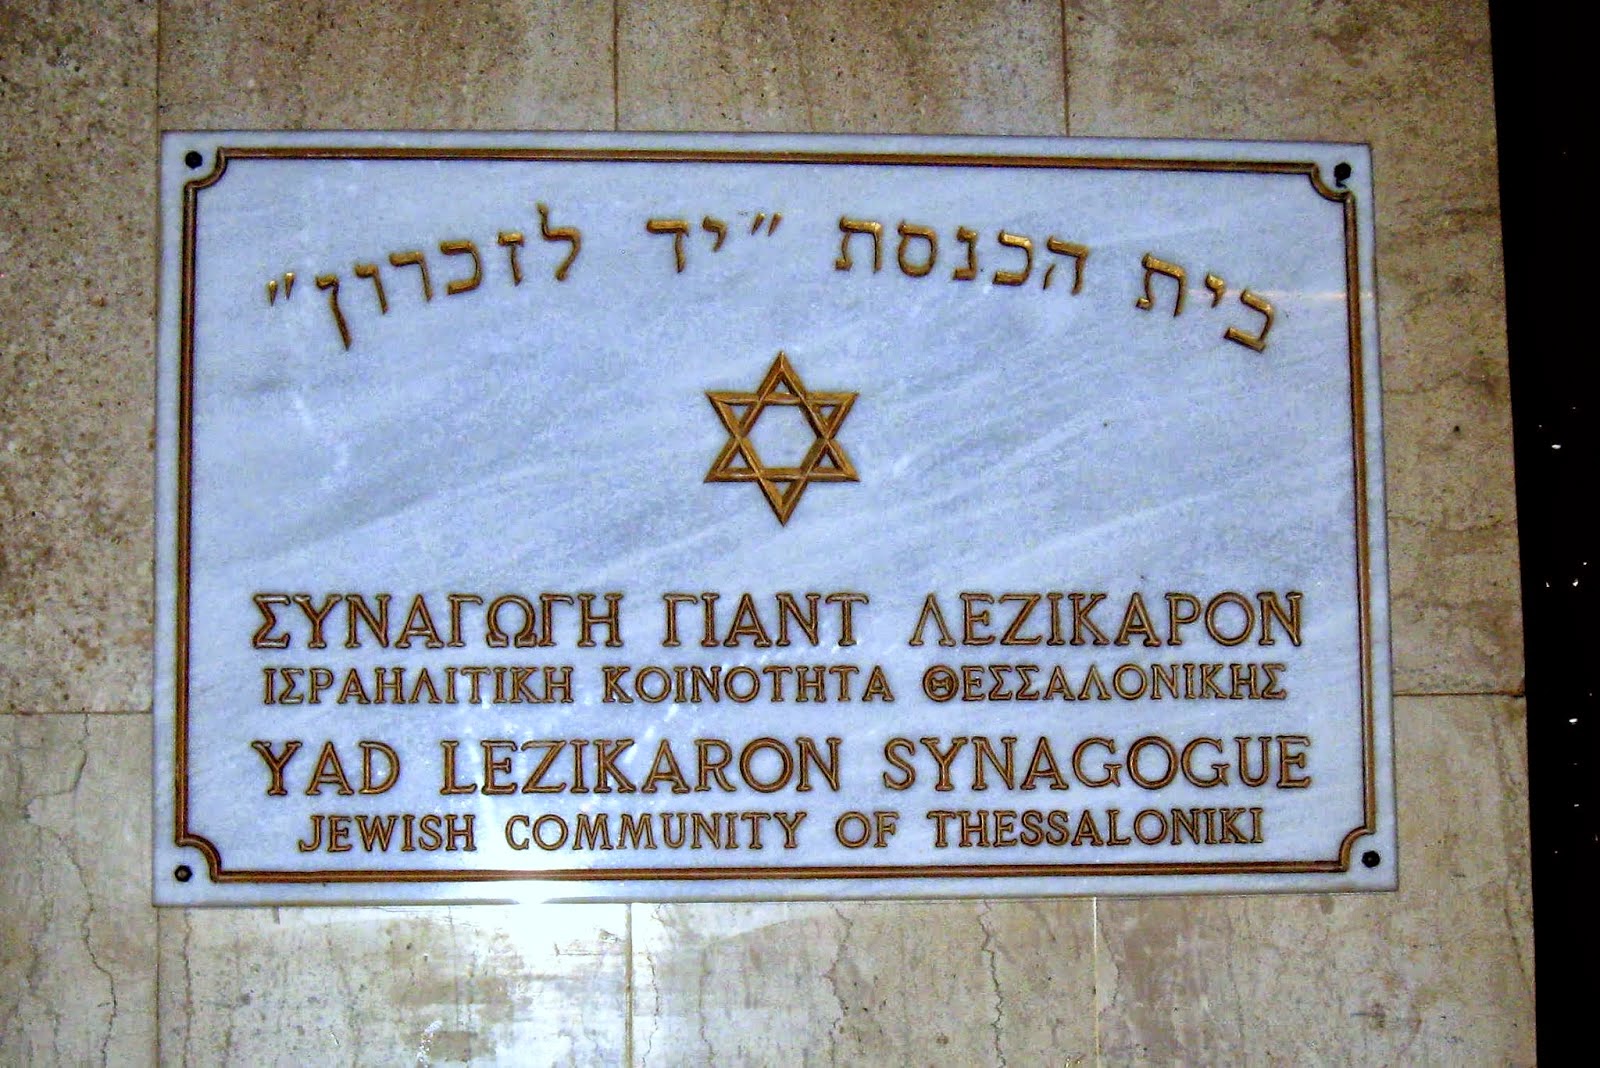 בית הכנסת "יד לזכרון"
ΣΥΝΑΓΩΓΗ ΓΙΑΝΤ ΛΕΖΙΚΑΡΟΝ
ΙΣΡΑΗΛΙΤΙΚΗ ΚΟΙΝΟΤΗΤΑ ΘΕΣΣΑΛΟΝΙΚΗΣ
YAD LEZIKARON SYNAGOGUE
JEWISH COMMUNITY OF THESSALONIKI